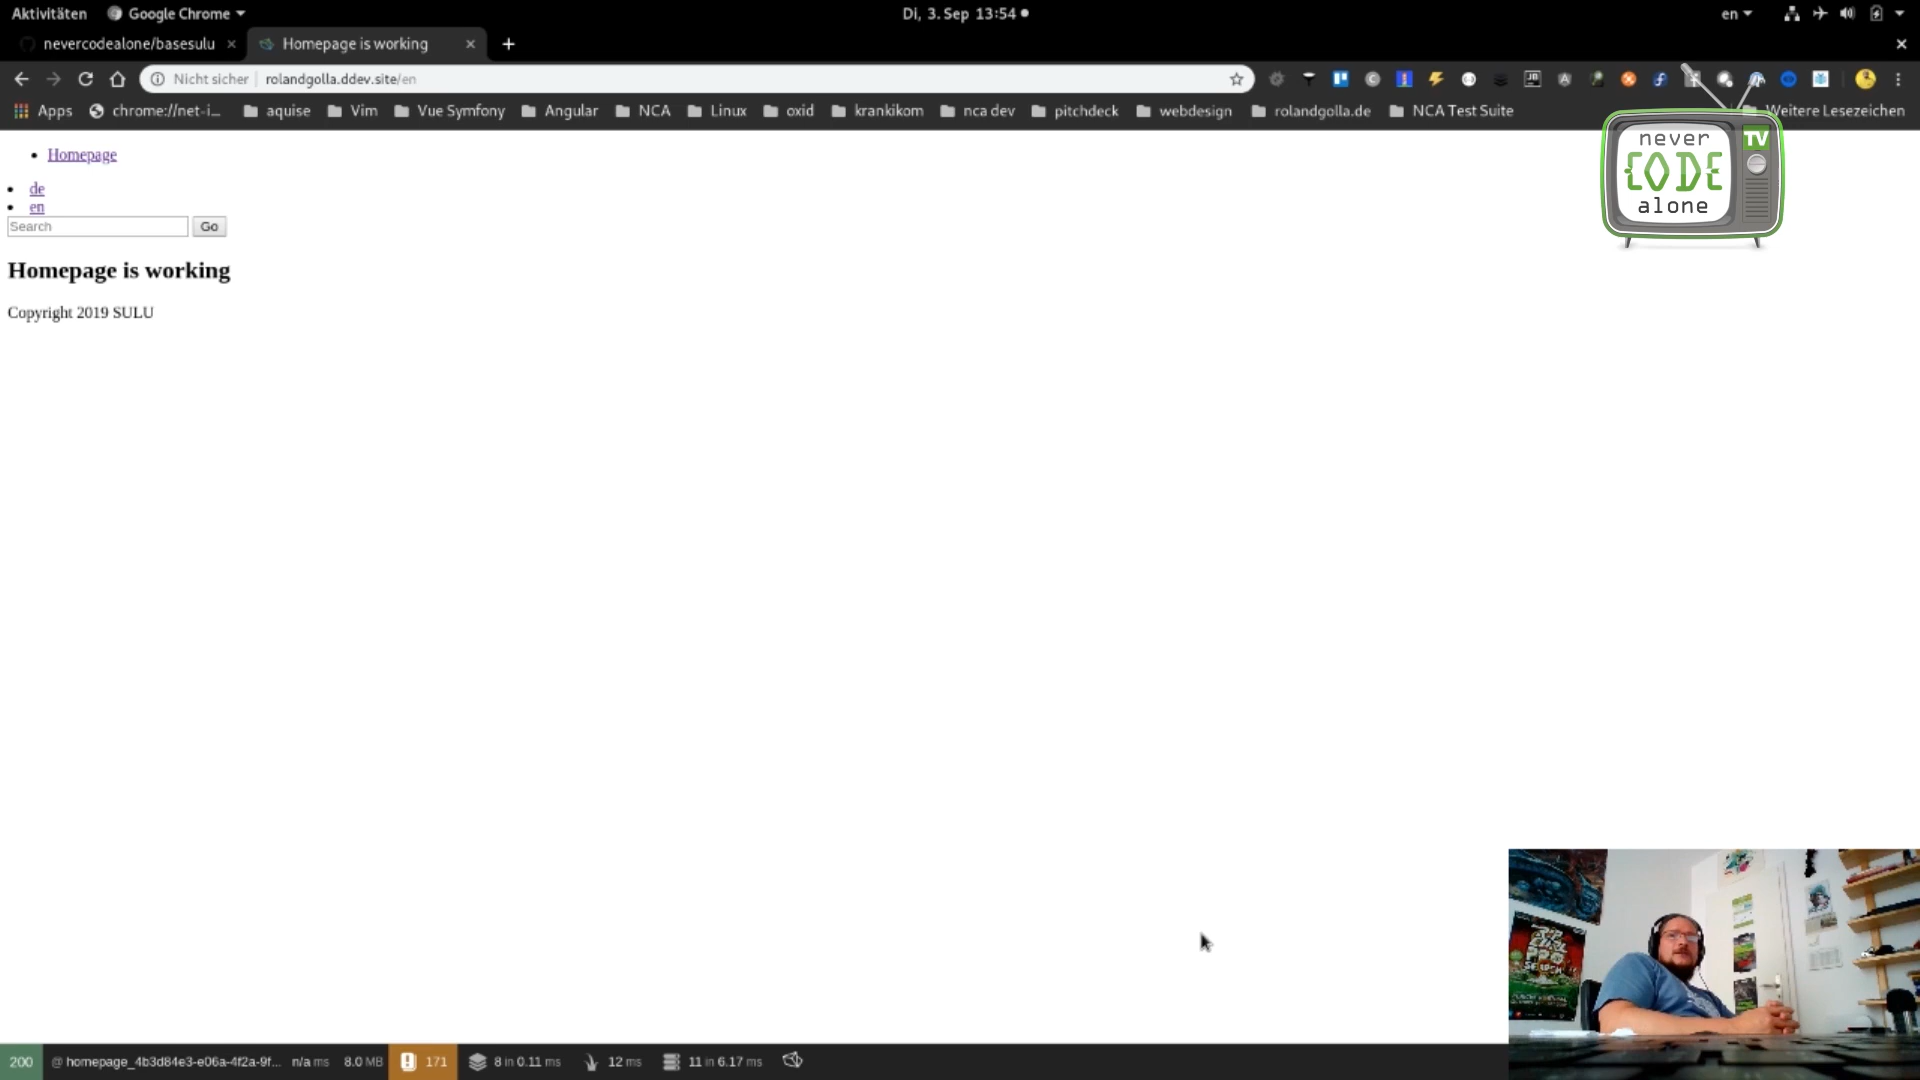 Aktivitäten Google Chrome Di, 3. Sep 13:54 en
nevercodealone/basesulu Homepage is working
Nicht sicher rolandgolla.ddev.site/en
Apps chrome://net-i... aquise Vim Vue Symfony Angular NCA Linux oxid krankikom nca dev pitchdeck webdesign rolandgolla.de NCA Test Suite Weitere Lesezeichen
never TV
CODE
alone
Homepage
de
en
Search Go
Homepage is working
Copyright 2019 SULU
200 @ homepage_4b3d84e3-e06a-4f2a-9f... n/a ms 8.0 MB 171 8 in 0.11 ms 12 ms 11 in 6.17 ms